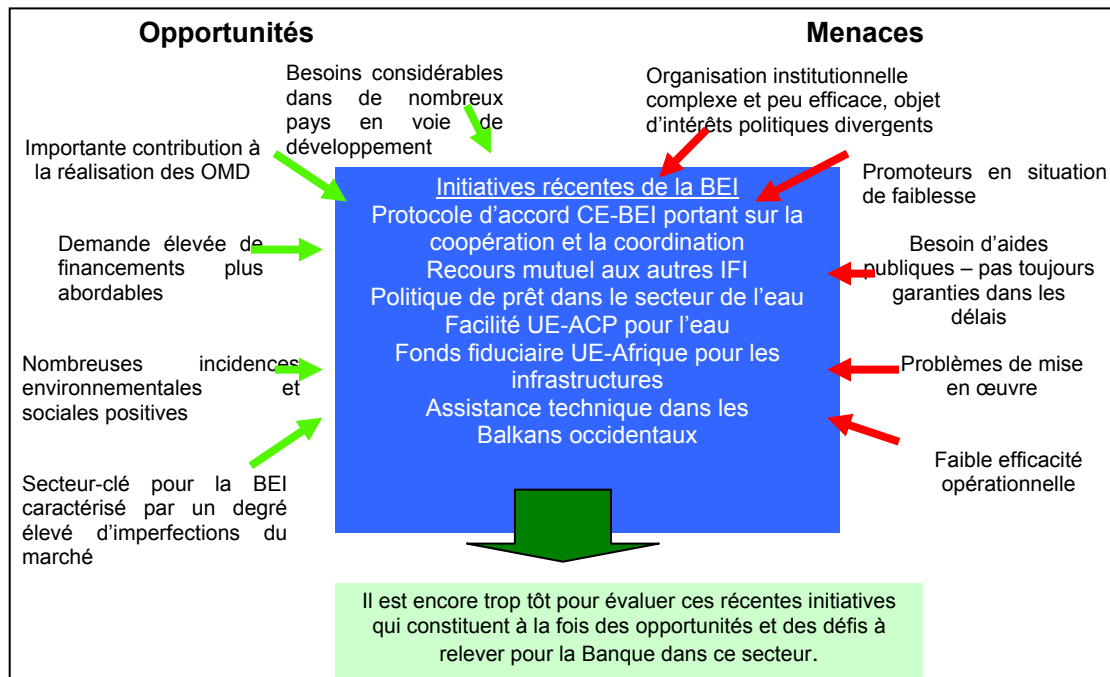 Opportunités
Menaces
Besoins considérables
dans de nombreux
pays en voie de
développement
Importante contribution à
la réalisation des OMD
Demande élevée de
financements plus
abordables
Nombreuses incidences
environnementales et
sociales positives
Secteur-clé pour la BEI
caractérisé par un degré
élevé d'imperfections du
marché
Initiatives récentes de la BEI
Protocole d'accord CE-BEI portant sur la
coopération et la coordination
Recours mutuel aux autres IFI
Politique de prêt dans le secteur de l'eau
Facilité UE-ACP pour l'eau
Fonds fiduciaire UE-Afrique pour les
infrastructures
Assistance technique dans les
Balkans occidentaux
Organisation institutionnelle
complexe et peu efficace, objet
d'intérêts politiques divergents
Promoteurs en situation
de faiblesse
Besoin d'aides
publiques – pas toujours
garanties dans les
délais
Problèmes de mise
en œuvre
Faible efficacité
opérationnelle
Il est encore trop tôt pour évaluer ces récentes initiatives
qui constituent à la fois des opportunités et des défis à
relever pour la Banque dans ce secteur.